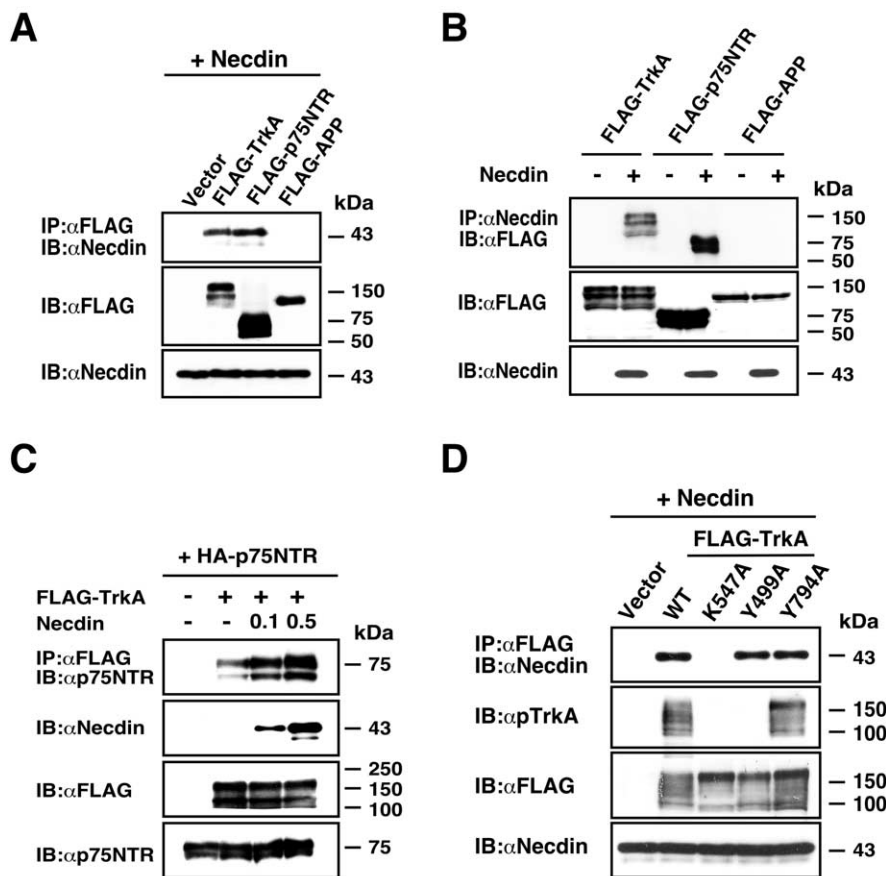 A
+ Necdin
Vector
FLAG-TrkA
FLAG-p75NTR
FLAG-APP
kDa
IP:αFLAG
IB:αNecdin
43
IB:αFLAG
150
75
50
IB:αNecdin
43
B
FLAG-TrkA
FLAG-p75NTR
FLAG-APP
Necdin - + - + - +
kDa
IP:αNecdin
IB:αFLAG
150
75
50
IB:αFLAG
150
75
50
IB:αNecdin
43
C
+ HA-p75NTR
FLAG-TrkA - + + +
Necdin - - 0.1 0.5
kDa
IP:αFLAG
IB:αp75NTR
75
IB:αNecdin
43
IB:αFLAG
250
150
100
IB:αp75NTR
75
D
+ Necdin
FLAG-TrkA
Vector
WT
K547A
Y499A
Y794A
kDa
IP:αFLAG
IB:αNecdin
43
IB:αpTrkA
150
100
IB:αFLAG
150
100
IB:αNecdin
43